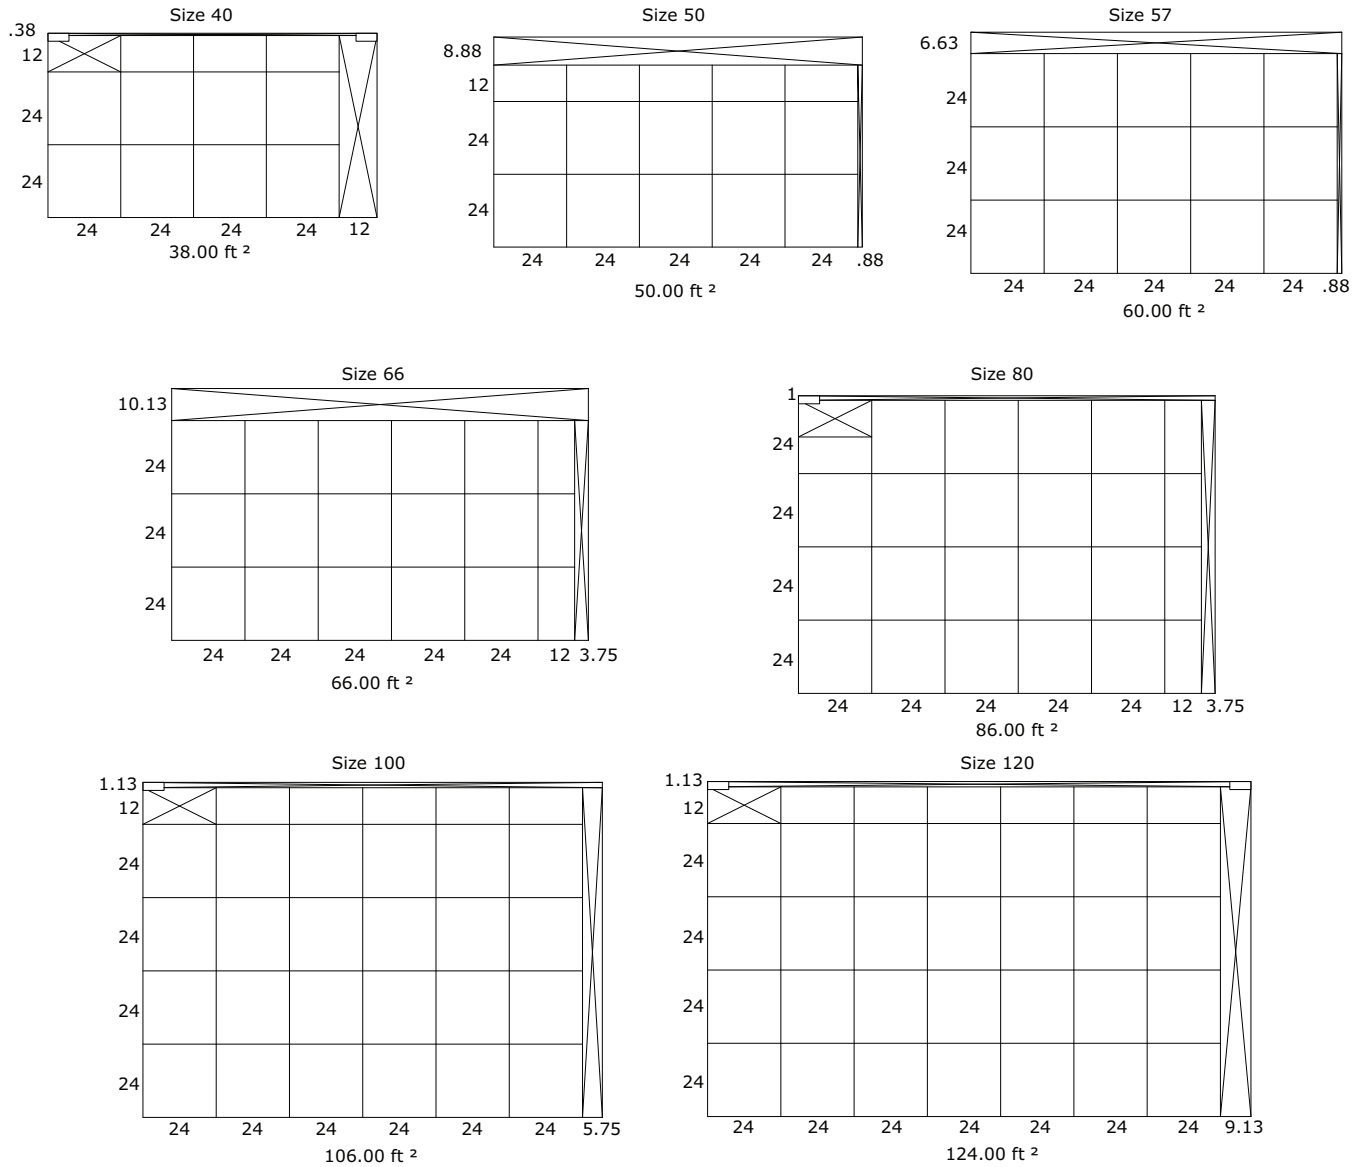 Size 40
.38
12
24
24
24 24 24 24 12
38.00 ft ²
Size 50
8.88
12
24
24
24 24 24 24 24 .88
50.00 ft ²
Size 57
6.63
24
24
24
24 24 24 24 24 .88
60.00 ft ²
Size 66
10.13
24
24
24
24 24 24 24 24 12 3.75
66.00 ft ²
Size 80
1
24
24
24
24
24 24 24 24 24 12 3.75
86.00 ft ²
Size 100
1.13
12
24
24
24
24
24 24 24 24 24 24 5.75
106.00 ft ²
Size 120
1.13
12
24
24
24
24
24 24 24 24 24 24 24 9.13
124.00 ft ²